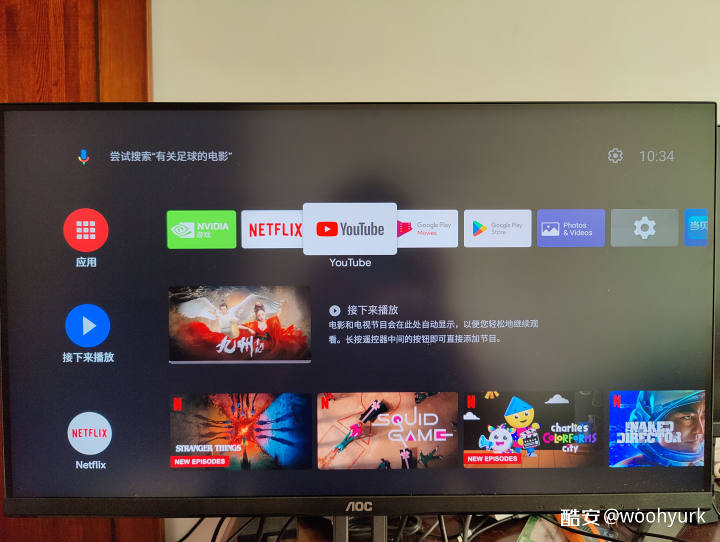 尝试搜索"有关足球的电影"
10:34
应用
NVIDIA
游戏
NETFLIX
YouTube
Google Play
Movies
Google Play
Store
Photos
& Videos
当贝
YouTube
接下来播放
接下来播放
电影和电视节目会在此处自动显示，以便您轻松地继续观
看。长按遥控器中间的按钮即可直接添加节目。
九州
NETFLIX
Netflix
N
STRANGER THINGS
NEW EPISODES
N
SQUID
GAME
N
charlie's
COLORFORMS
CITY
NEW EPISODES
N
NAKED
DIRECTOR
AOC
酷安 @woohyurk